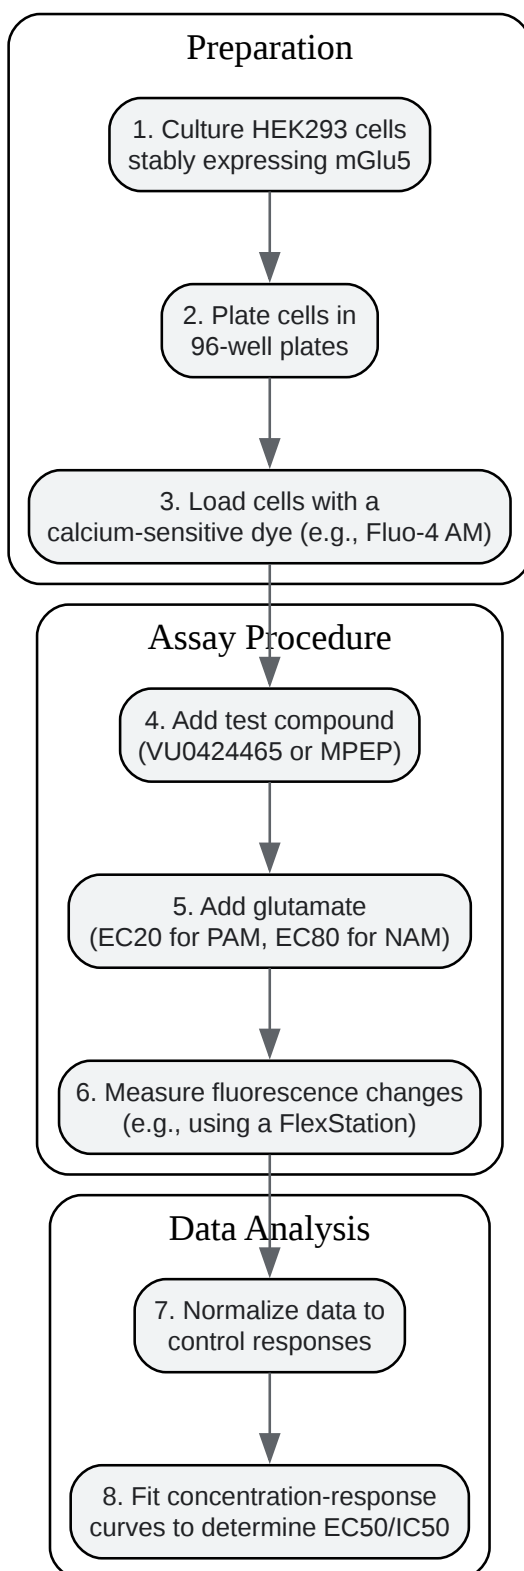 Preparation
1. Culture HEK293 cells
stably expressing mGlu5
2. Plate cells in
96-well plates
3. Load cells with a
calcium-sensitive dye (e.g., Fluo-4 AM)
Assay Procedure
4. Add test compound
(VU0424465 or MPEP)
5. Add glutamate
(EC20 for PAM, EC80 for NAM)
6. Measure fluorescence changes
(e.g., using a FlexStation)
Data Analysis
7. Normalize data to
control responses
8. Fit concentration-response
curves to determine EC50/IC50